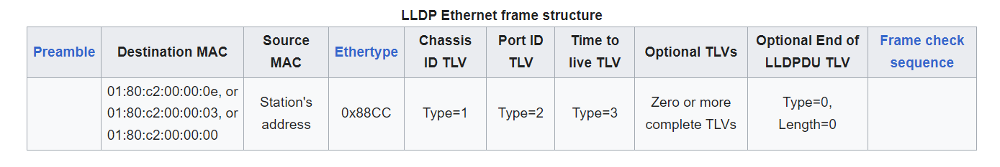 LLDP Ethernet frame structure
Preamble
Destination MAC
Source
MAC
Ethertype
Chassis
ID TLV
Port ID
TLV
Time to
live TLV
Optional TLVs
Optional End of
LLDPDU TLV
Frame check
sequence
01:80:c2:00:00:0e, or
01:80:c2:00:00:03, or
01:80:c2:00:00:00
Station's
address
0x88CC
Type=1
Type=2
Type=3
Zero or more
complete TLVs
Type=0,
Length=0